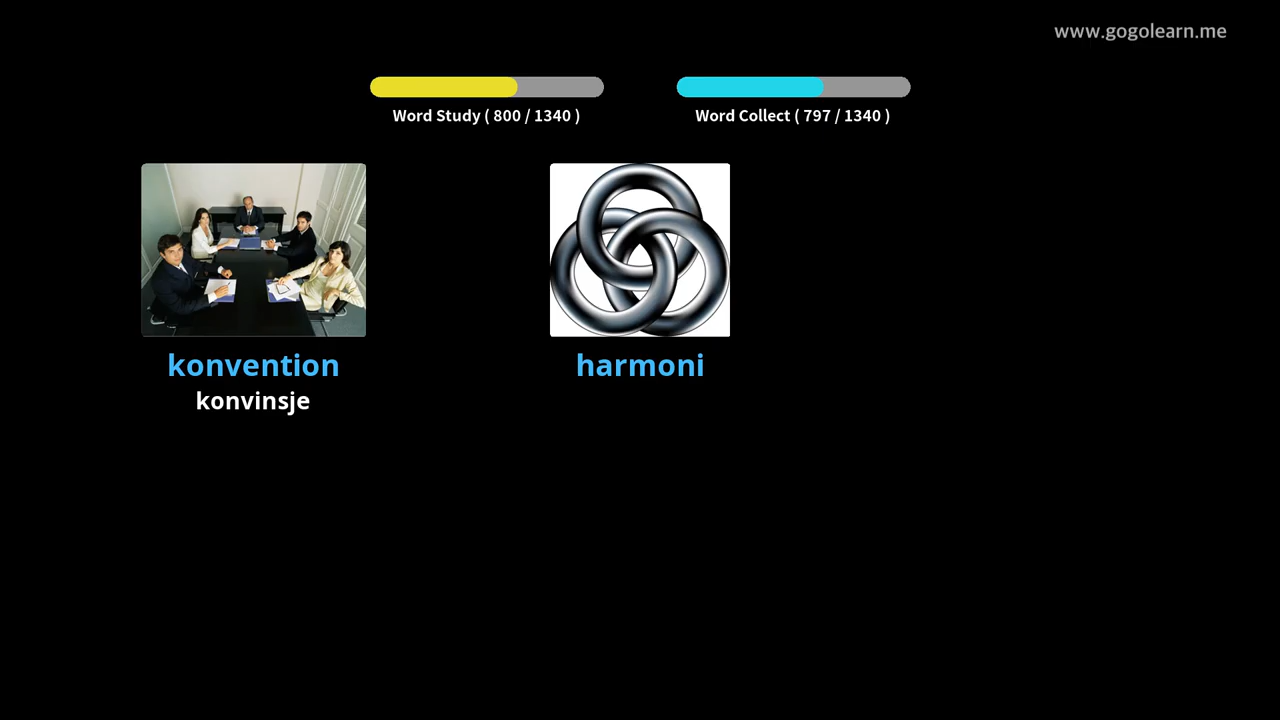 www.gogolearn.me
Word Study ( 800 / 1340 )
Word Collect ( 797 / 1340 )
konvention
konvinsje
harmoni